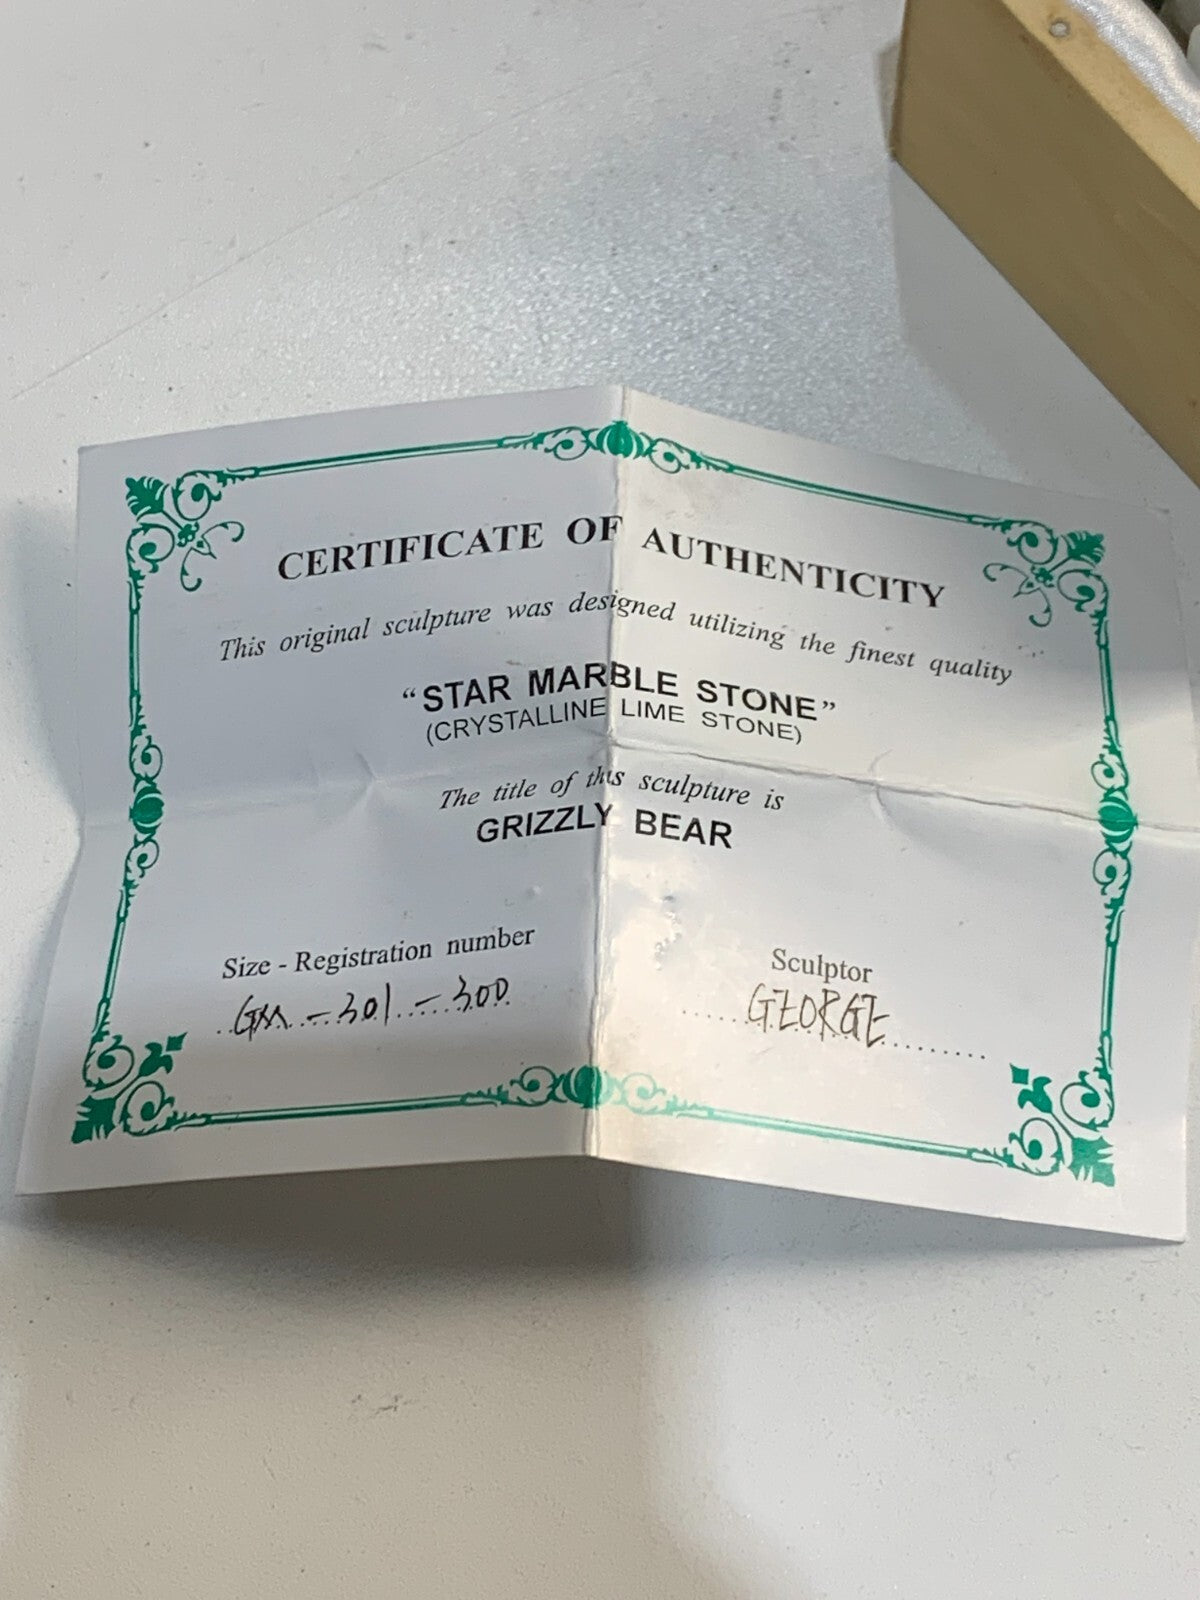 CERTIFICATE OF AUTHENTICITY
This original sculpture was designed utilizing the finest quality
“STAR MARBLE STONE”
(CRYSTALLINE LIME STONE)
The title of this sculpture is
GRIZZLY BEAR
Size - Registration number
GM - 301 - 300
Sculptor
GEORGE